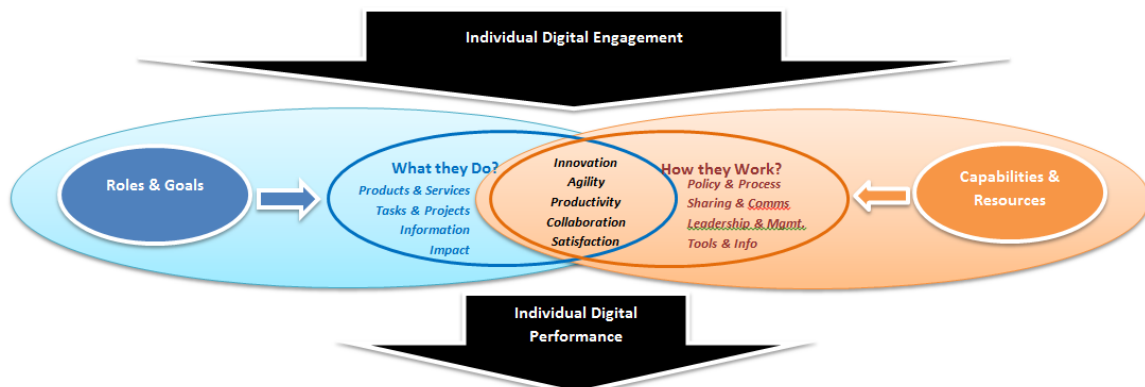 Individual Digital Engagement
Roles & Goals
What they Do?
Products & Services
Tasks & Projects
Information
Impact
Innovation
Agility
Productivity
Collaboration
Satisfaction
How they Work?
Policy & Process
Sharing & Comms
Leadership & Mgmt.
Tools & Info
Capabilities &
Resources
Individual Digital
Performance